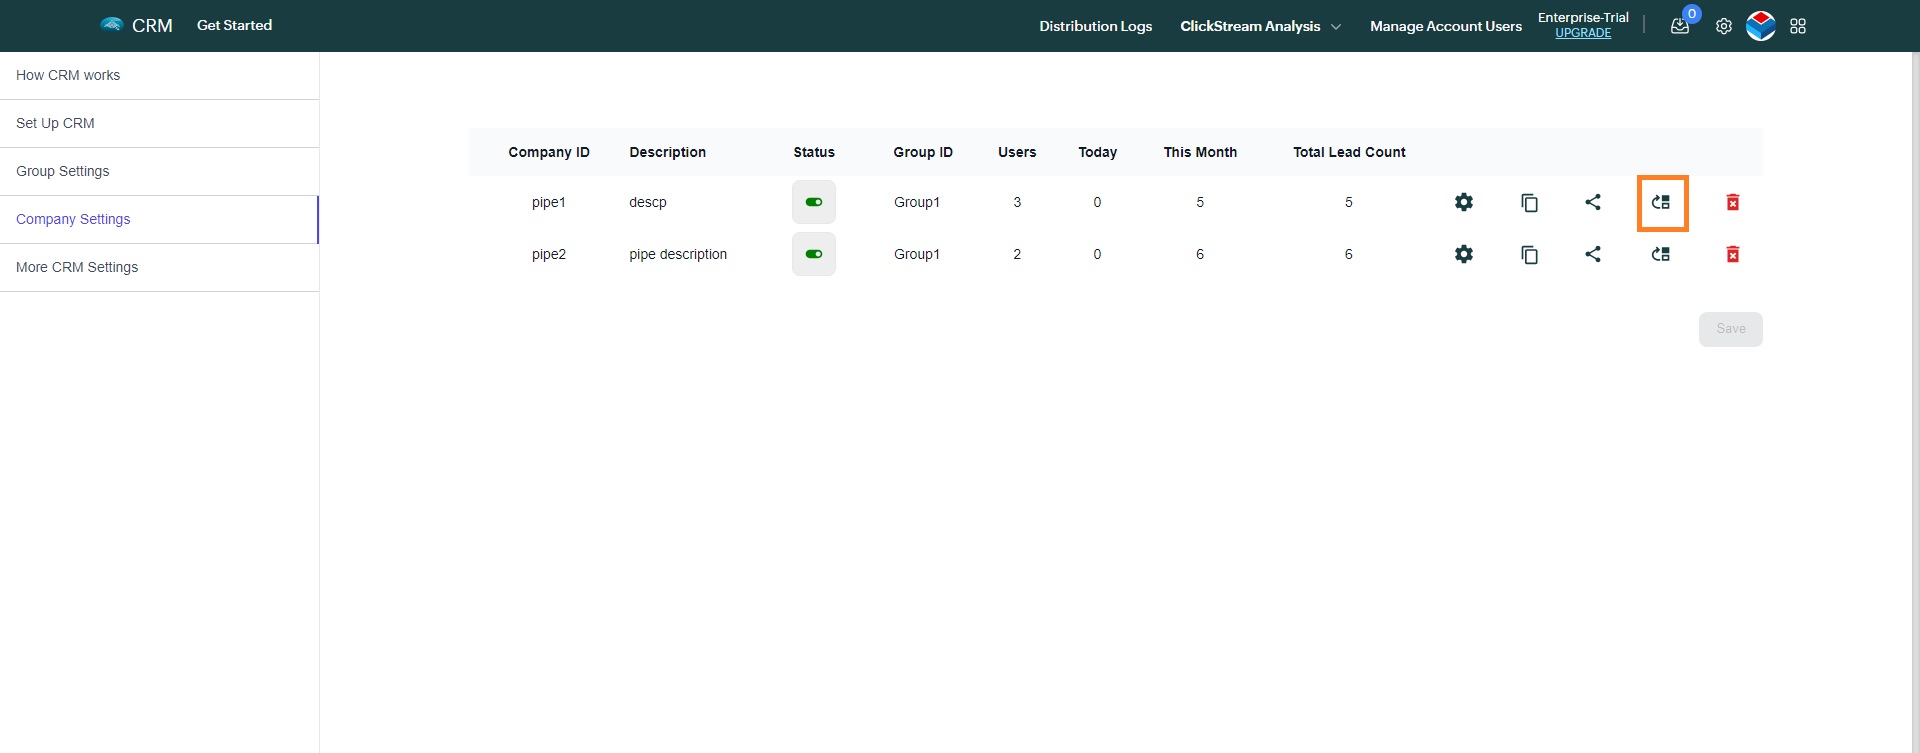 CRM Get Started Distribution Logs ClickStream Analysis Manage Account Users Enterprise-Trial 0
UPGRADE
How CRM works
Set Up CRM
Group Settings
Company Settings
More CRM Settings
Company ID Description Status Group ID Users Today This Month Total Lead Count
pipe1 descp Group1 3 0 5 5
pipe2 pipe description Group1 2 0 6 6
Save